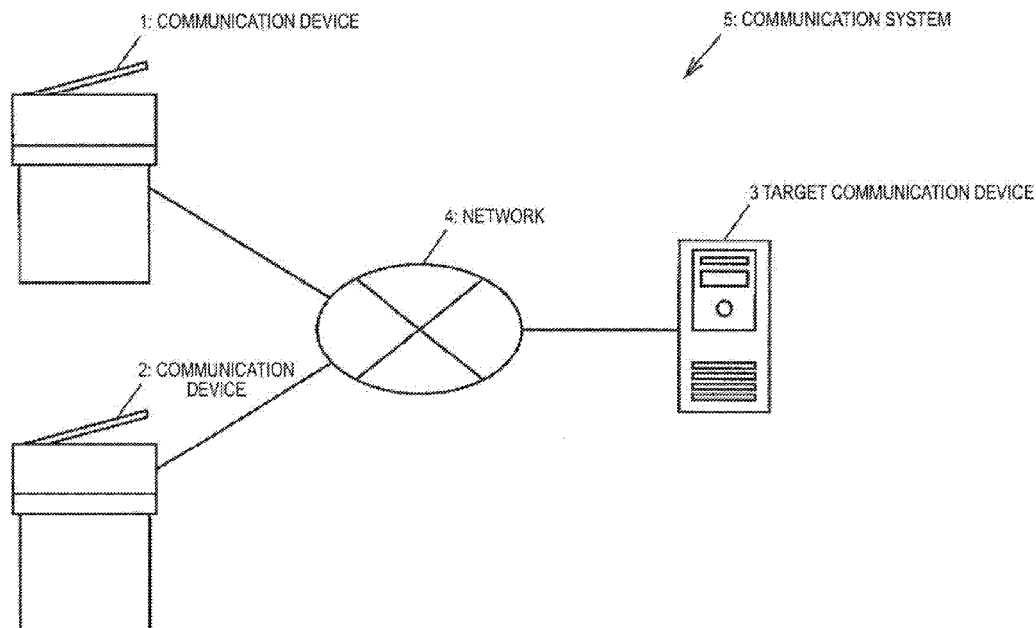 1: COMMUNICATION DEVICE
5: COMMUNICATION SYSTEM
3 TARGET COMMUNICATION DEVICE
4: NETWORK
2: COMMUNICATION
DEVICE